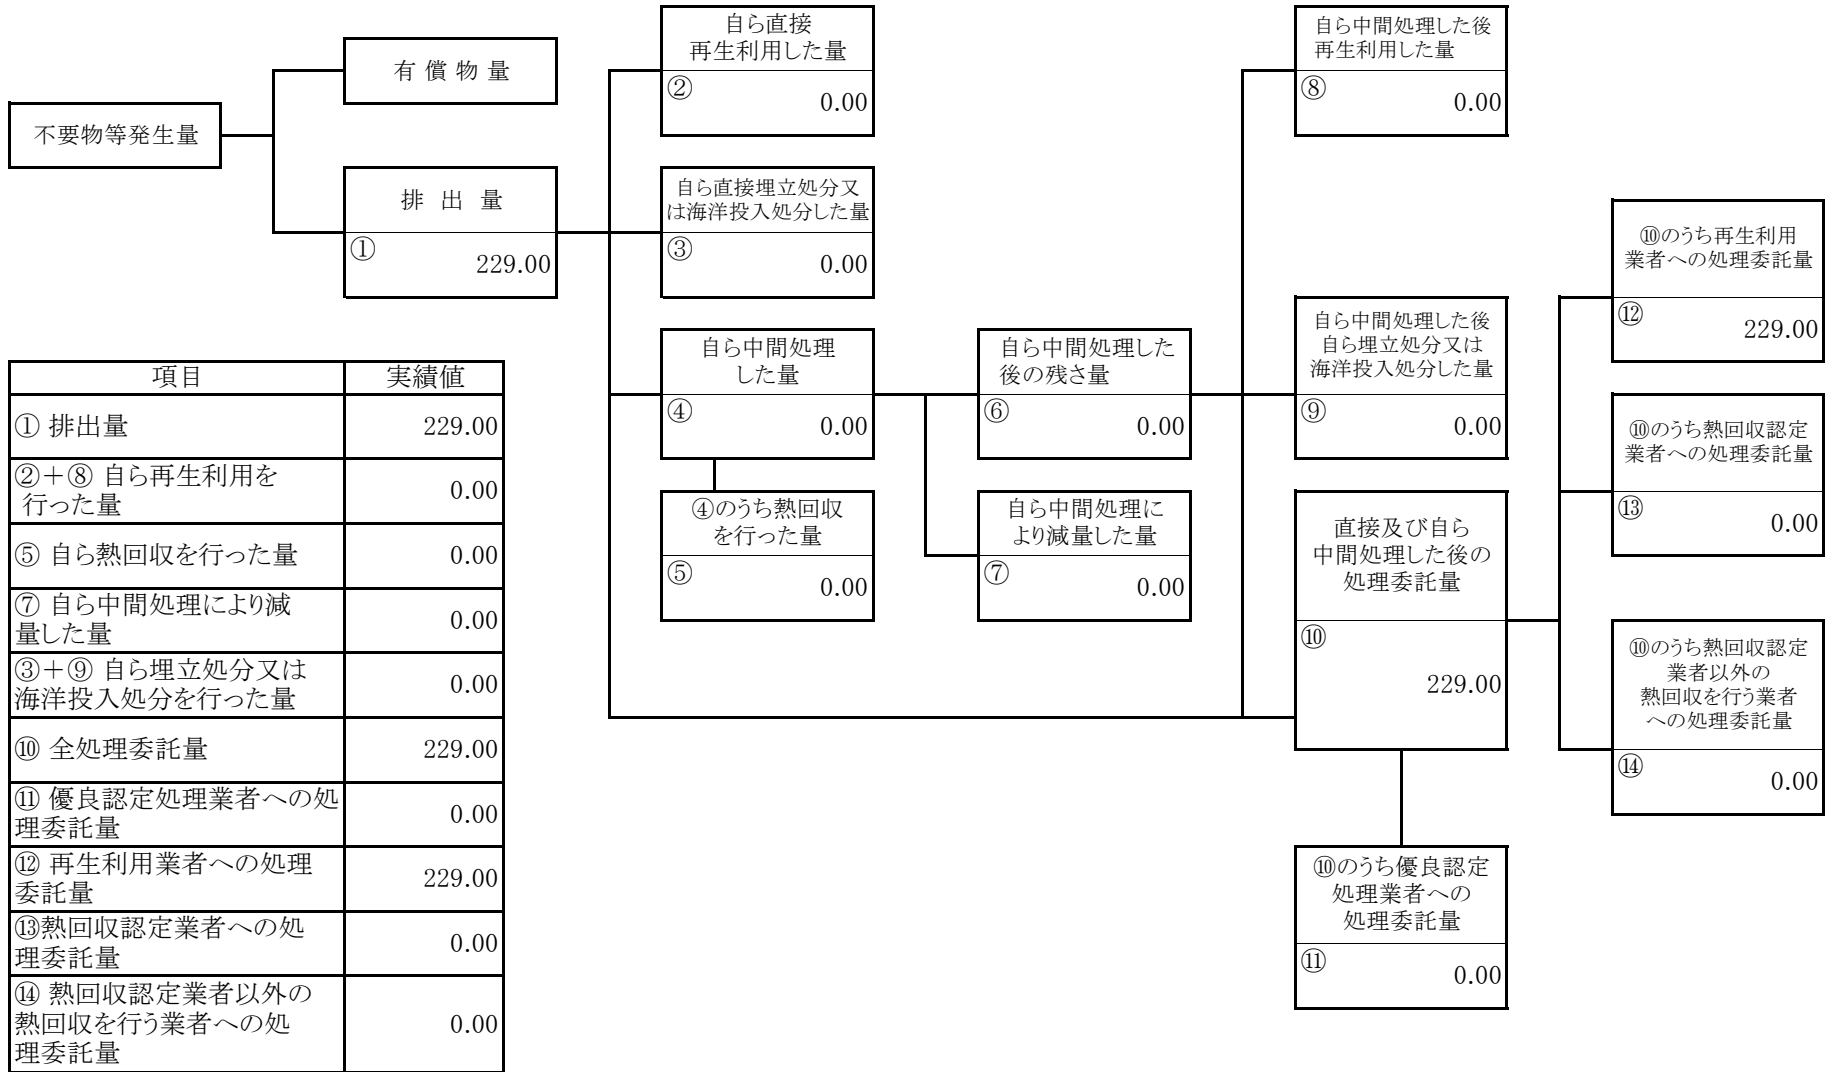 不要物等発生量
有 償 物 量
排 出 量
①
229.00
自ら直接
再生利用した量
②
0.00
自ら直接埋立処分又
は海洋投入処分した量
③
0.00
自ら中間処理
した量
④
0.00
④のうち熱回収
を行った量
⑤
0.00
自ら中間処理した
後の残さ量
⑥
0.00
自ら中間処理に
より減量した量
⑦
0.00
自ら中間処理した後
再生利用した量
⑧
0.00
自ら中間処理した後
自ら埋立処分又は
海洋投入処分した量
⑨
0.00
直接及び自ら
中間処理した後の
処理委託量
⑩
229.00
⑩のうち優良認定
処理業者への
処理委託量
⑪
0.00
⑩のうち再生利用
業者への処理委託量
⑫
229.00
⑩のうち熱回収認定
業者への処理委託量
⑬
0.00
⑩のうち熱回収認定
業者以外の
熱回収を行う業者
への処理委託量
⑭
0.00
項目 実績値
① 排出量 229.00
②+⑧ 自ら再生利用を
行った量 0.00
⑤ 自ら熱回収を行った量 0.00
⑦ 自ら中間処理により減
量した量 0.00
③+⑨ 自ら埋立処分又は
海洋投入処分を行った量 0.00
⑩ 全処理委託量 229.00
⑪ 優良認定処理業者への処
理委託量 0.00
⑫ 再生利用業者への処理
委託量 229.00
⑬熱回収認定業者への処
理委託量 0.00
⑭ 熱回収認定業者以外の
熱回収を行う業者への処
理委託量 0.00